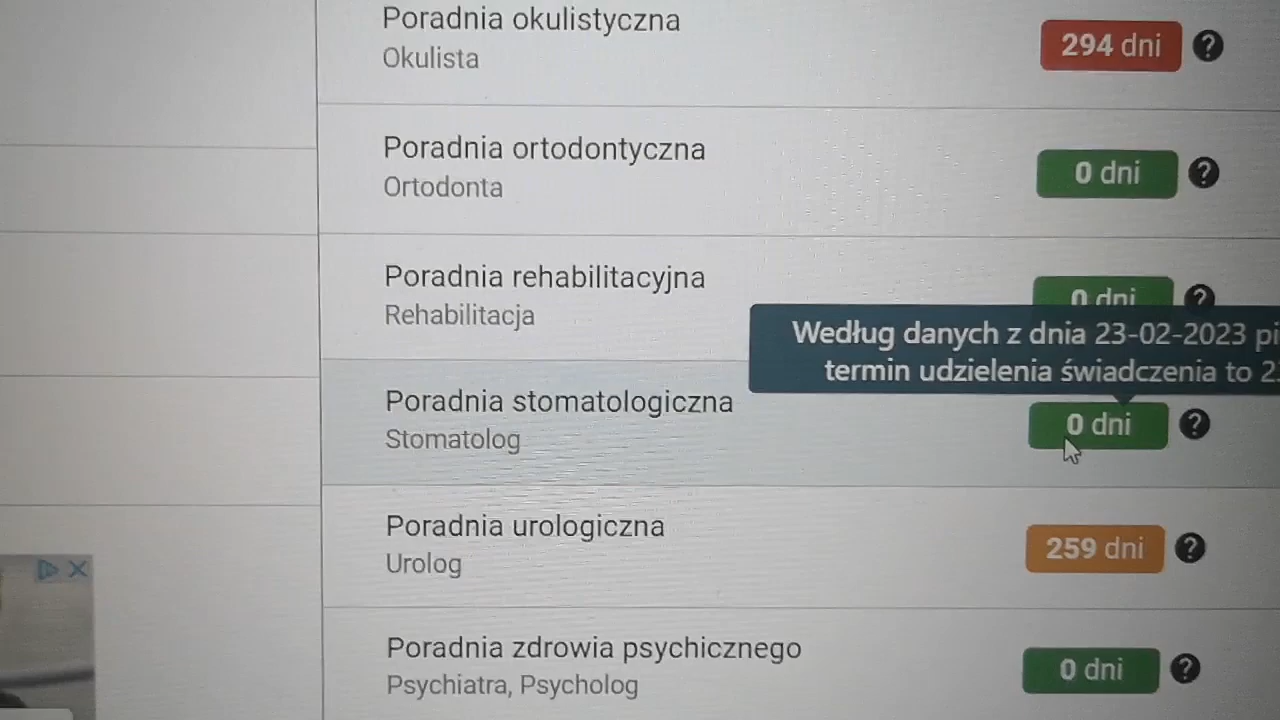 Poradnia okulistyczna
Okulista
294 dni
?
Poradnia ortodontyczna
Ortodonta
0 dni
?
Poradnia rehabilitacyjna
Rehabilitacja
0 dni
?
Według danych z dnia 23-02-2023
termin udzielenia świadczenia to
Poradnia stomatologiczna
Stomatolog
0 dni
?
Poradnia urologiczna
Urolog
259 dni
?
Poradnia zdrowia psychicznego
Psychiatra, Psycholog
0 dni
?